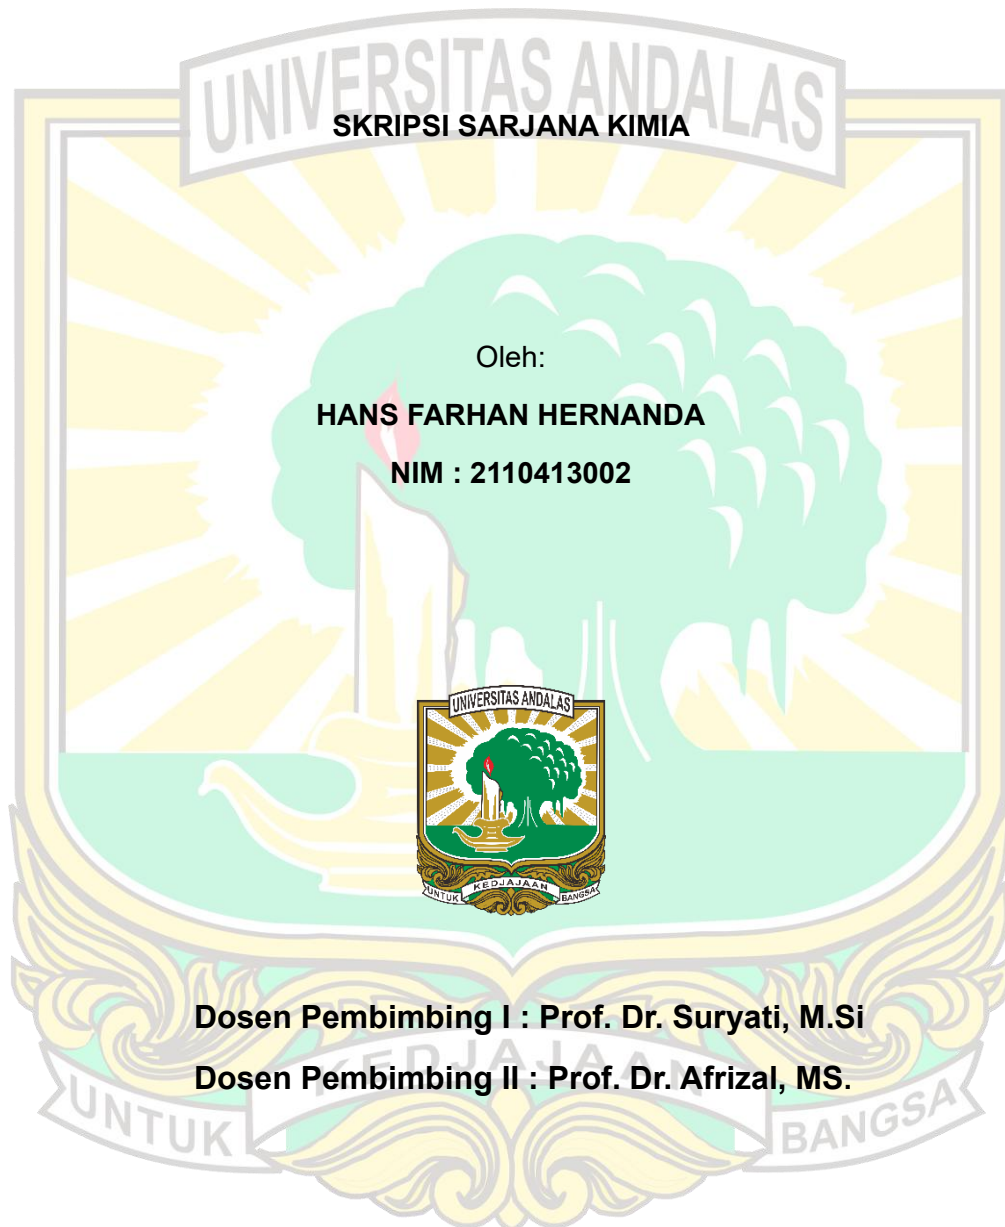 UNIVERSITAS ANDALAS
SKRIPSI SARJANA KIMIA
Oleh:
HANS FARHAN HERNANDA
NIM : 2110413002
UNIVERSITAS ANDALAS
UNTUK KEDJAJAAN BANGSA
Dosen Pembimbing I : Prof. Dr. Suryati, M.Si
Dosen Pembimbing II : Prof. Dr. Afrizal, MS.
UNTUK KEDJAJAAN BANGSA